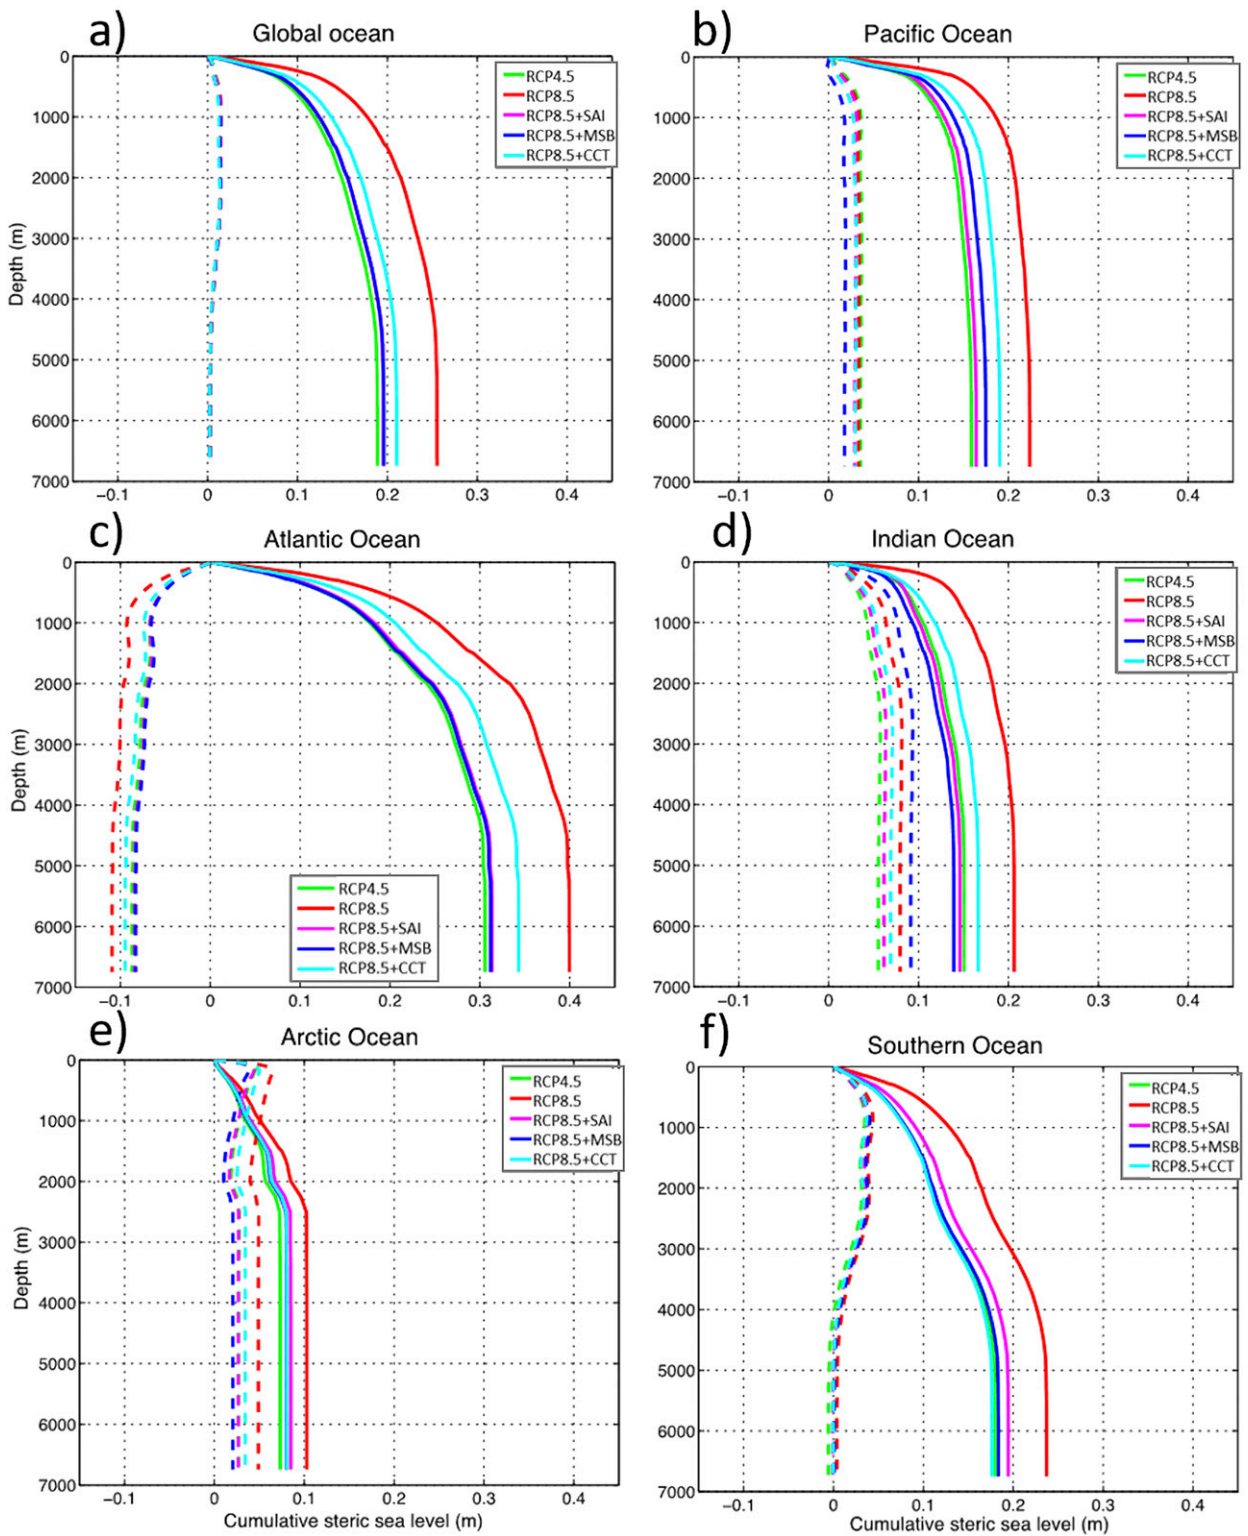 a) Global ocean
0
1000
2000
3000
4000
5000
6000
7000
Depth (m)
−0.1 0 0.1 0.2 0.3 0.4
RCP4.5
RCP8.5
RCP8.5+SAI
RCP8.5+MSB
RCP8.5+CCT
b) Pacific Ocean
0
1000
2000
3000
4000
5000
6000
7000
−0.1 0 0.1 0.2 0.3 0.4
RCP4.5
RCP8.5
RCP8.5+SAI
RCP8.5+MSB
RCP8.5+CCT
c) Atlantic Ocean
0
1000
2000
3000
4000
5000
6000
7000
Depth (m)
−0.1 0 0.1 0.2 0.3 0.4
RCP4.5
RCP8.5
RCP8.5+SAI
RCP8.5+MSB
RCP8.5+CCT
d) Indian Ocean
0
1000
2000
3000
4000
5000
6000
7000
−0.1 0 0.1 0.2 0.3 0.4
RCP4.5
RCP8.5
RCP8.5+SAI
RCP8.5+MSB
RCP8.5+CCT
e) Arctic Ocean
0
1000
2000
3000
4000
5000
6000
7000
Depth (m)
−0.1 0 0.1 0.2 0.3 0.4
Cumulative steric sea level (m)
RCP4.5
RCP8.5
RCP8.5+SAI
RCP8.5+MSB
RCP8.5+CCT
f) Southern Ocean
0
1000
2000
3000
4000
5000
6000
7000
−0.1 0 0.1 0.2 0.3 0.4
Cumulative steric sea level (m)
RCP4.5
RCP8.5
RCP8.5+SAI
RCP8.5+MSB
RCP8.5+CCT